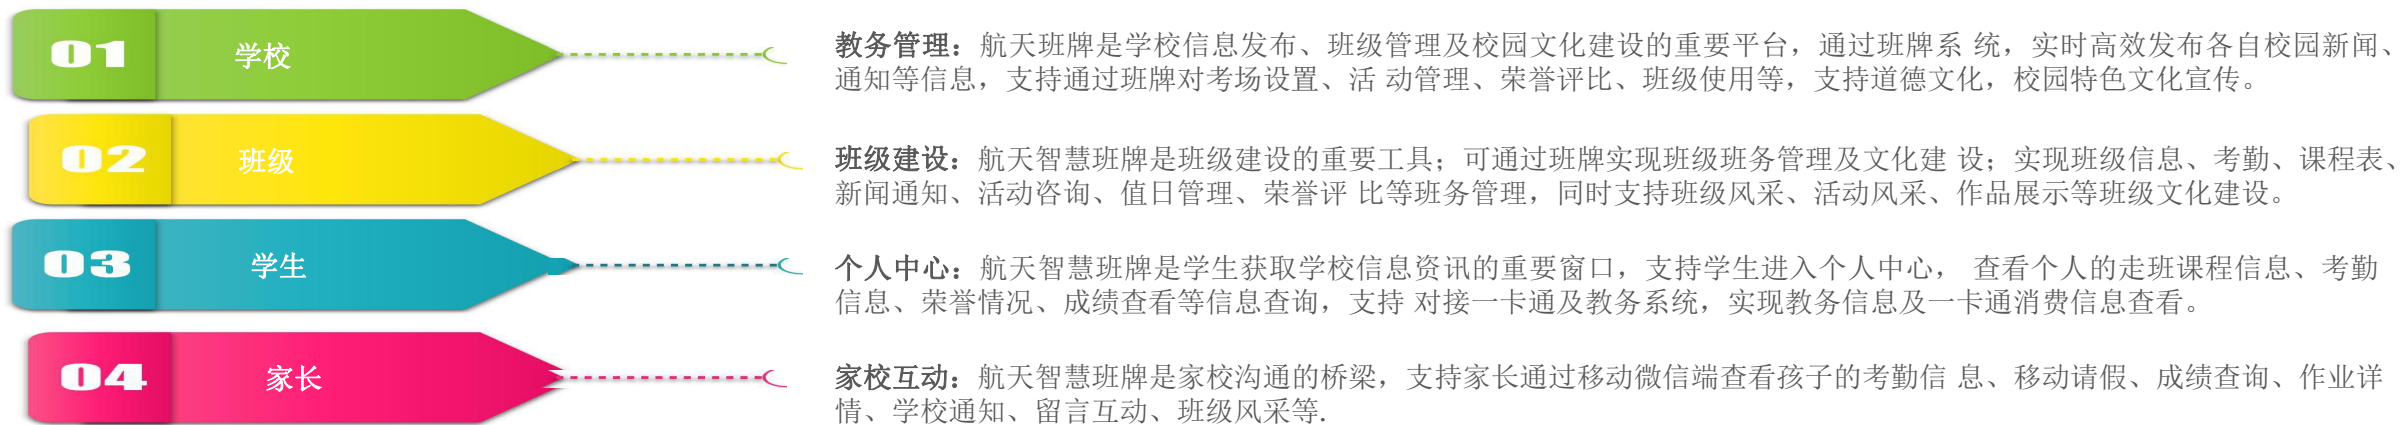 01 学校
教务管理：航天班牌是学校信息发布、班级管理及校园文化建设的重要平台，通过班牌系 统，实时高效发布各自校园新闻、
通知等信息，支持通过班牌对考场设置、活 动管理、荣誉评比、班级使用等，支持道德文化，校园特色文化宣传。
02 班级
班级建设：航天智慧班牌是班级建设的重要工具；可通过班牌实现班级班务管理及文化建 设；实现班级信息、考勤、课程表、
新闻通知、活动咨询、值日管理、荣誉评 比等班务管理，同时支持班级风采、活动风采、作品展示等班级文化建设。
03 学生
个人中心：航天智慧班牌是学生获取学校信息资讯的重要窗口，支持学生进入个人中心， 查看个人的走班课程信息、考勤
信息、荣誉情况、成绩查看等信息查询，支持 对接一卡通及教务系统，实现教务信息及一卡通消费信息查看。
04 家长
家校互动：航天智慧班牌是家校沟通的桥梁，支持家长通过移动微信端查看孩子的考勤信 息、移动请假、成绩查询、作业详
情、学校通知、留言互动、班级风采等.